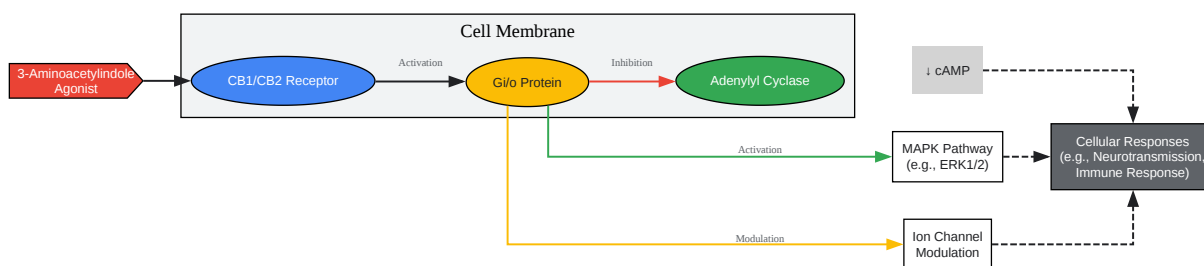 Cell Membrane
3-Aminoacetylindole
Agonist
CB1/CB2 Receptor
Activation
Gi/o Protein
Inhibition
Adenylyl Cyclase
↓ cAMP
Activation
MAPK Pathway
(e.g., ERK1/2)
Cellular Responses
(e.g., Neurotransmission,
Immune Response)
Modulation
Ion Channel
Modulation